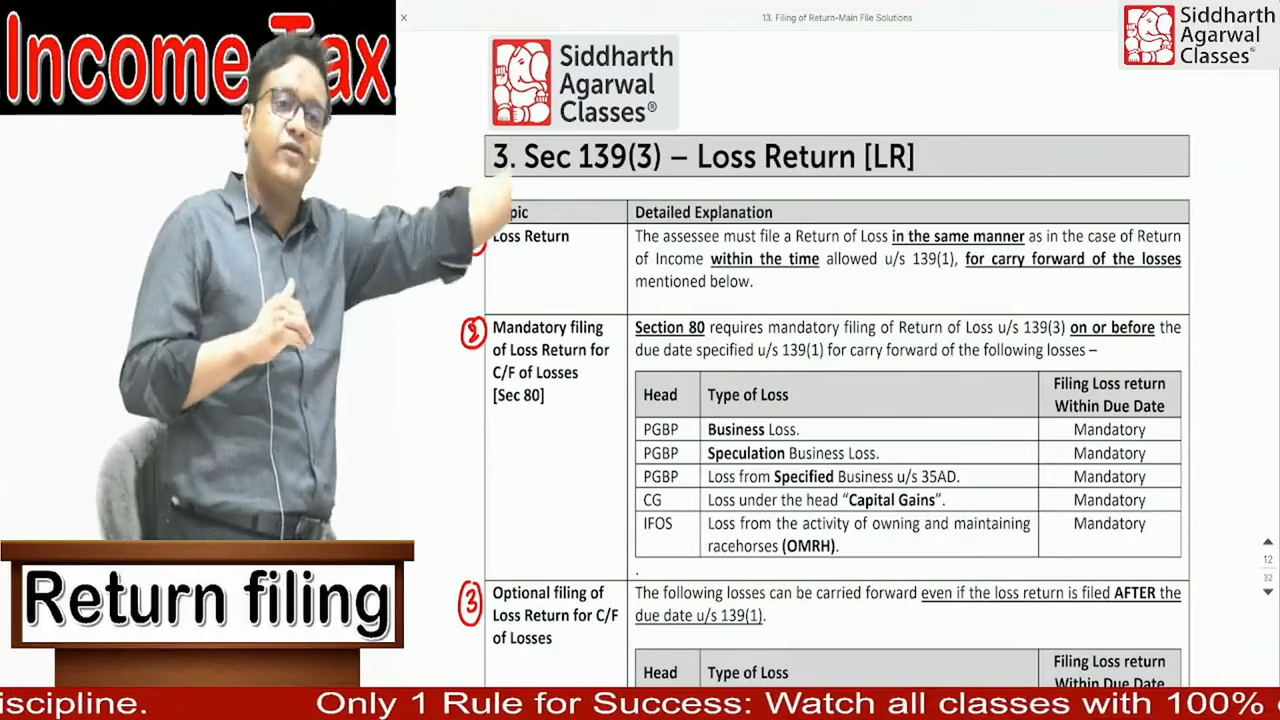 Income Tax.
13. Filing of Return-Main File Solutions
Siddharth
Agarwal
Classes®
Siddharth
Agarwal
Classes®
3. Sec 139(3) – Loss Return [LR]
Detailed Explanation
Loss Return
The assessee must file a Return of Loss in the same manner as in the case of Return
of Income within the time allowed u/s 139(1), for carry forward of the losses
mentioned below.
2
Mandatory filing
of Loss Return for
C/F of Losses
[Sec 80]
Section 80 requires mandatory filing of Return of Loss u/s 139(3) on or before the
due date specified u/s 139(1) for carry forward of the following losses –
Head Type of Loss Filing Loss return
Within Due Date
PGBP Business Loss. Mandatory
PGBP Speculation Business Loss. Mandatory
PGBP Loss from Specified Business u/s 35AD. Mandatory
CG Loss under the head “Capital Gains”. Mandatory
IFOS Loss from the activity of owning and maintaining Mandatory
racehorses (OMRH).
.
3
Optional filing of
Loss Return for C/F
of Losses
The following losses can be carried forward even if the loss return is filed AFTER the
due date u/s 139(1).
Head Type of Loss Filing Loss return
Within Due Date
12
32
Return filing
iscipline. Only 1 Rule for Success: Watch all classes with 100%